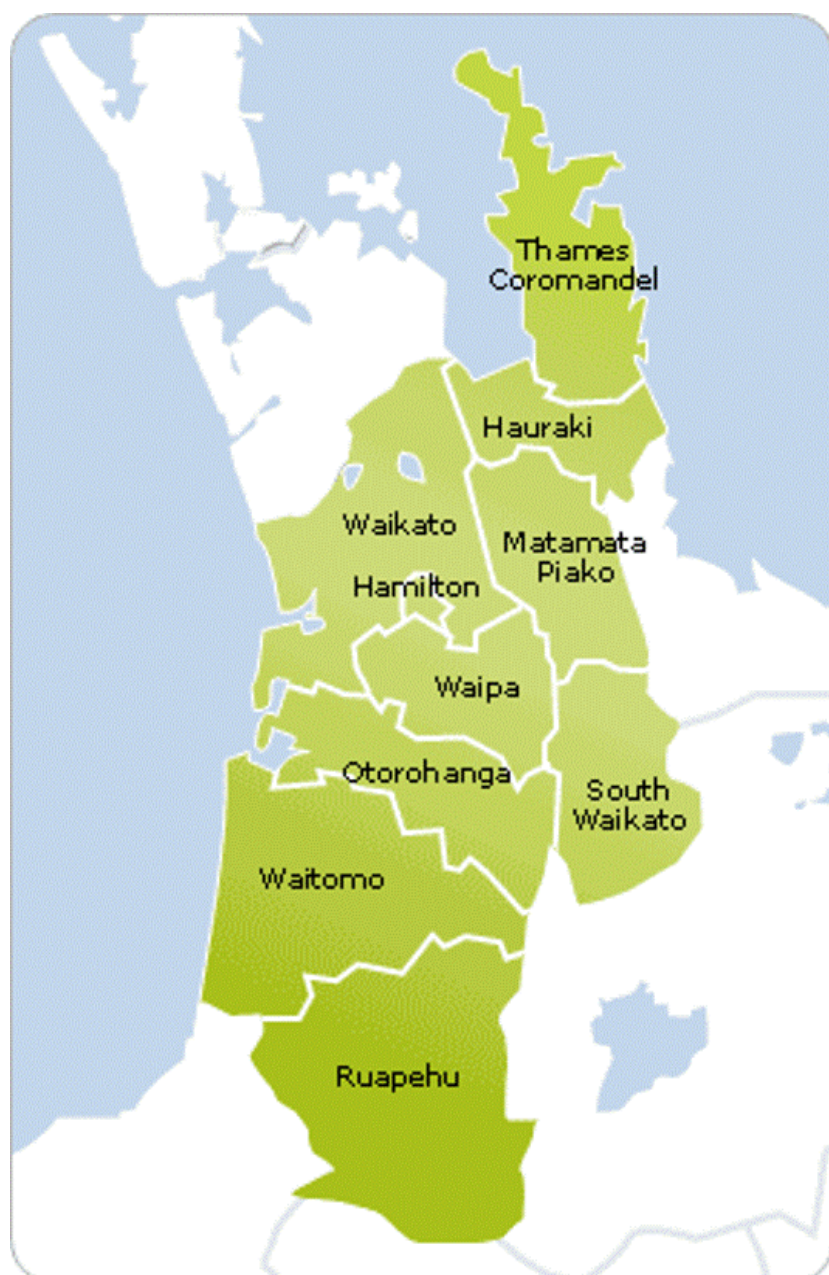 Thames
Coromandel
Hauraki
Waikato
Matamata
Piako
Hamilton
Waipa
Otorohanga
South
Waikato
Waitomo
Ruapehu